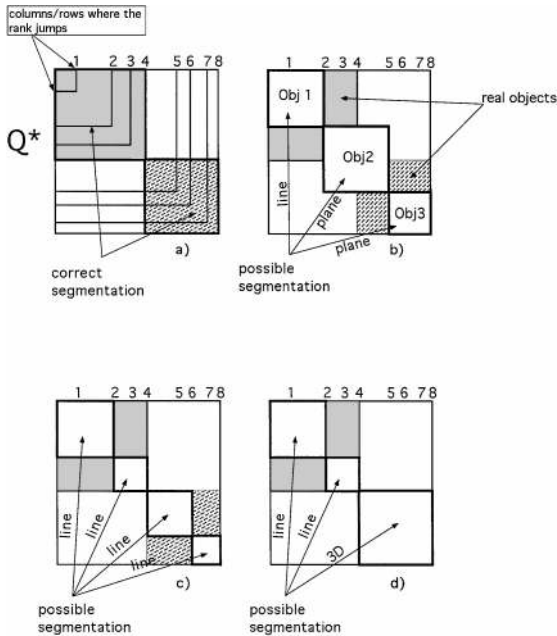 columns/rows where the
rank jumps
1 2 3 4 5 6 7 8
Q*
correct
segmentation
a)
1 2 3 4 5 6 7 8
Obj 1
Obj2
Obj3
real objects
line
plane
plane
possible
segmentation
b)
1 2 3 4 5 6 7 8
line
line
line
line
possible
segmentation
c)
1 2 3 4 5 6 7 8
line
line
3D
possible
segmentation
d)